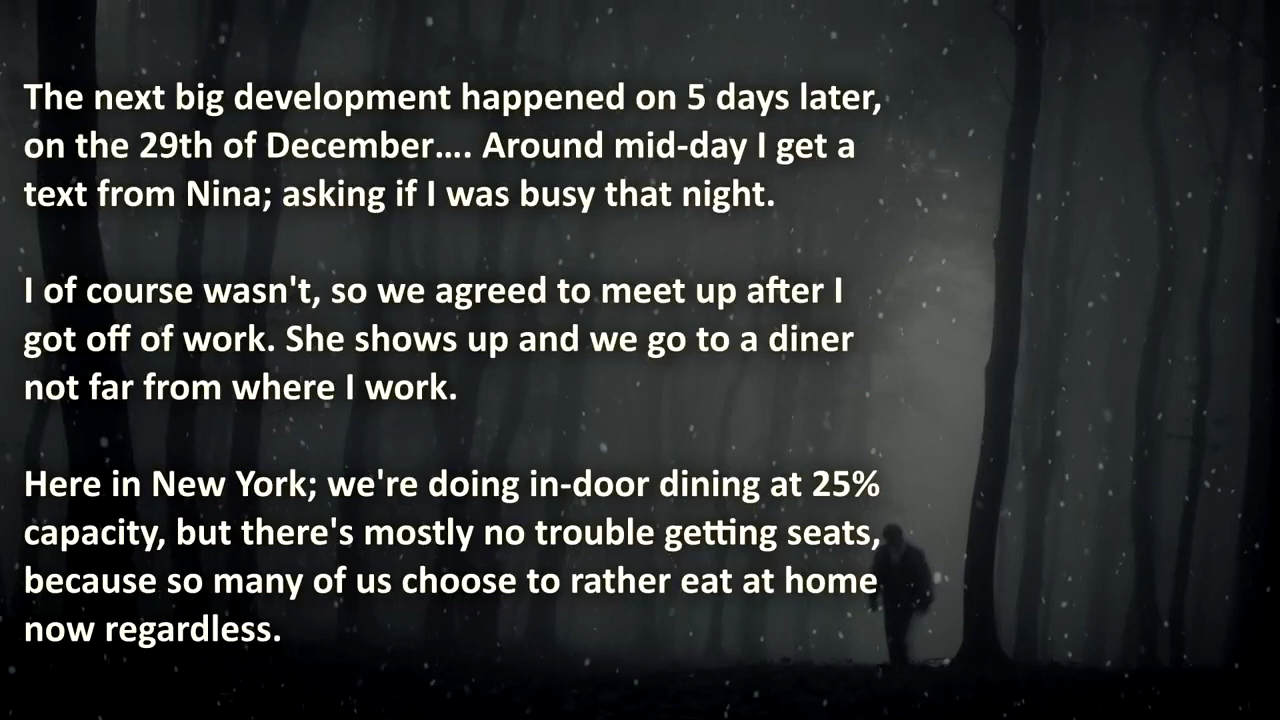 The next big development happened on 5 days later,
on the 29th of December.... Around mid-day I get a
text from Nina; asking if I was busy that night.
I of course wasn't, so we agreed to meet up after I
got off of work. She shows up and we go to a diner
not far from where I work.
Here in New York; we're doing in-door dining at 25%
capacity, but there's mostly no trouble getting seats,
because so many of us choose to rather eat at home
now regardless.